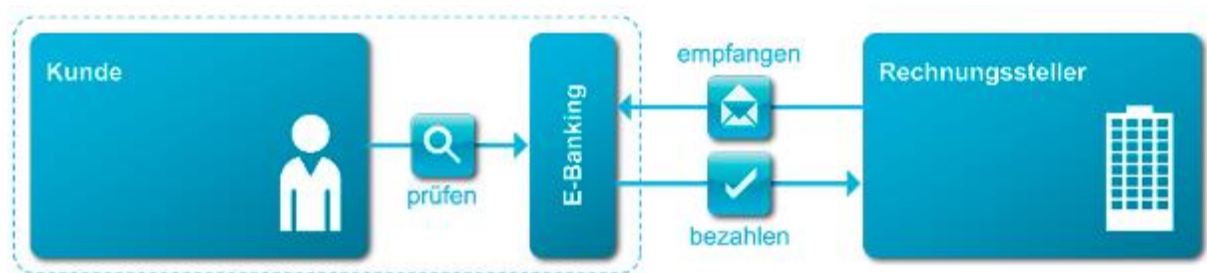 Kunde
prüfen
E-Banking
empfangen
bezahlen
Rechnungssteller